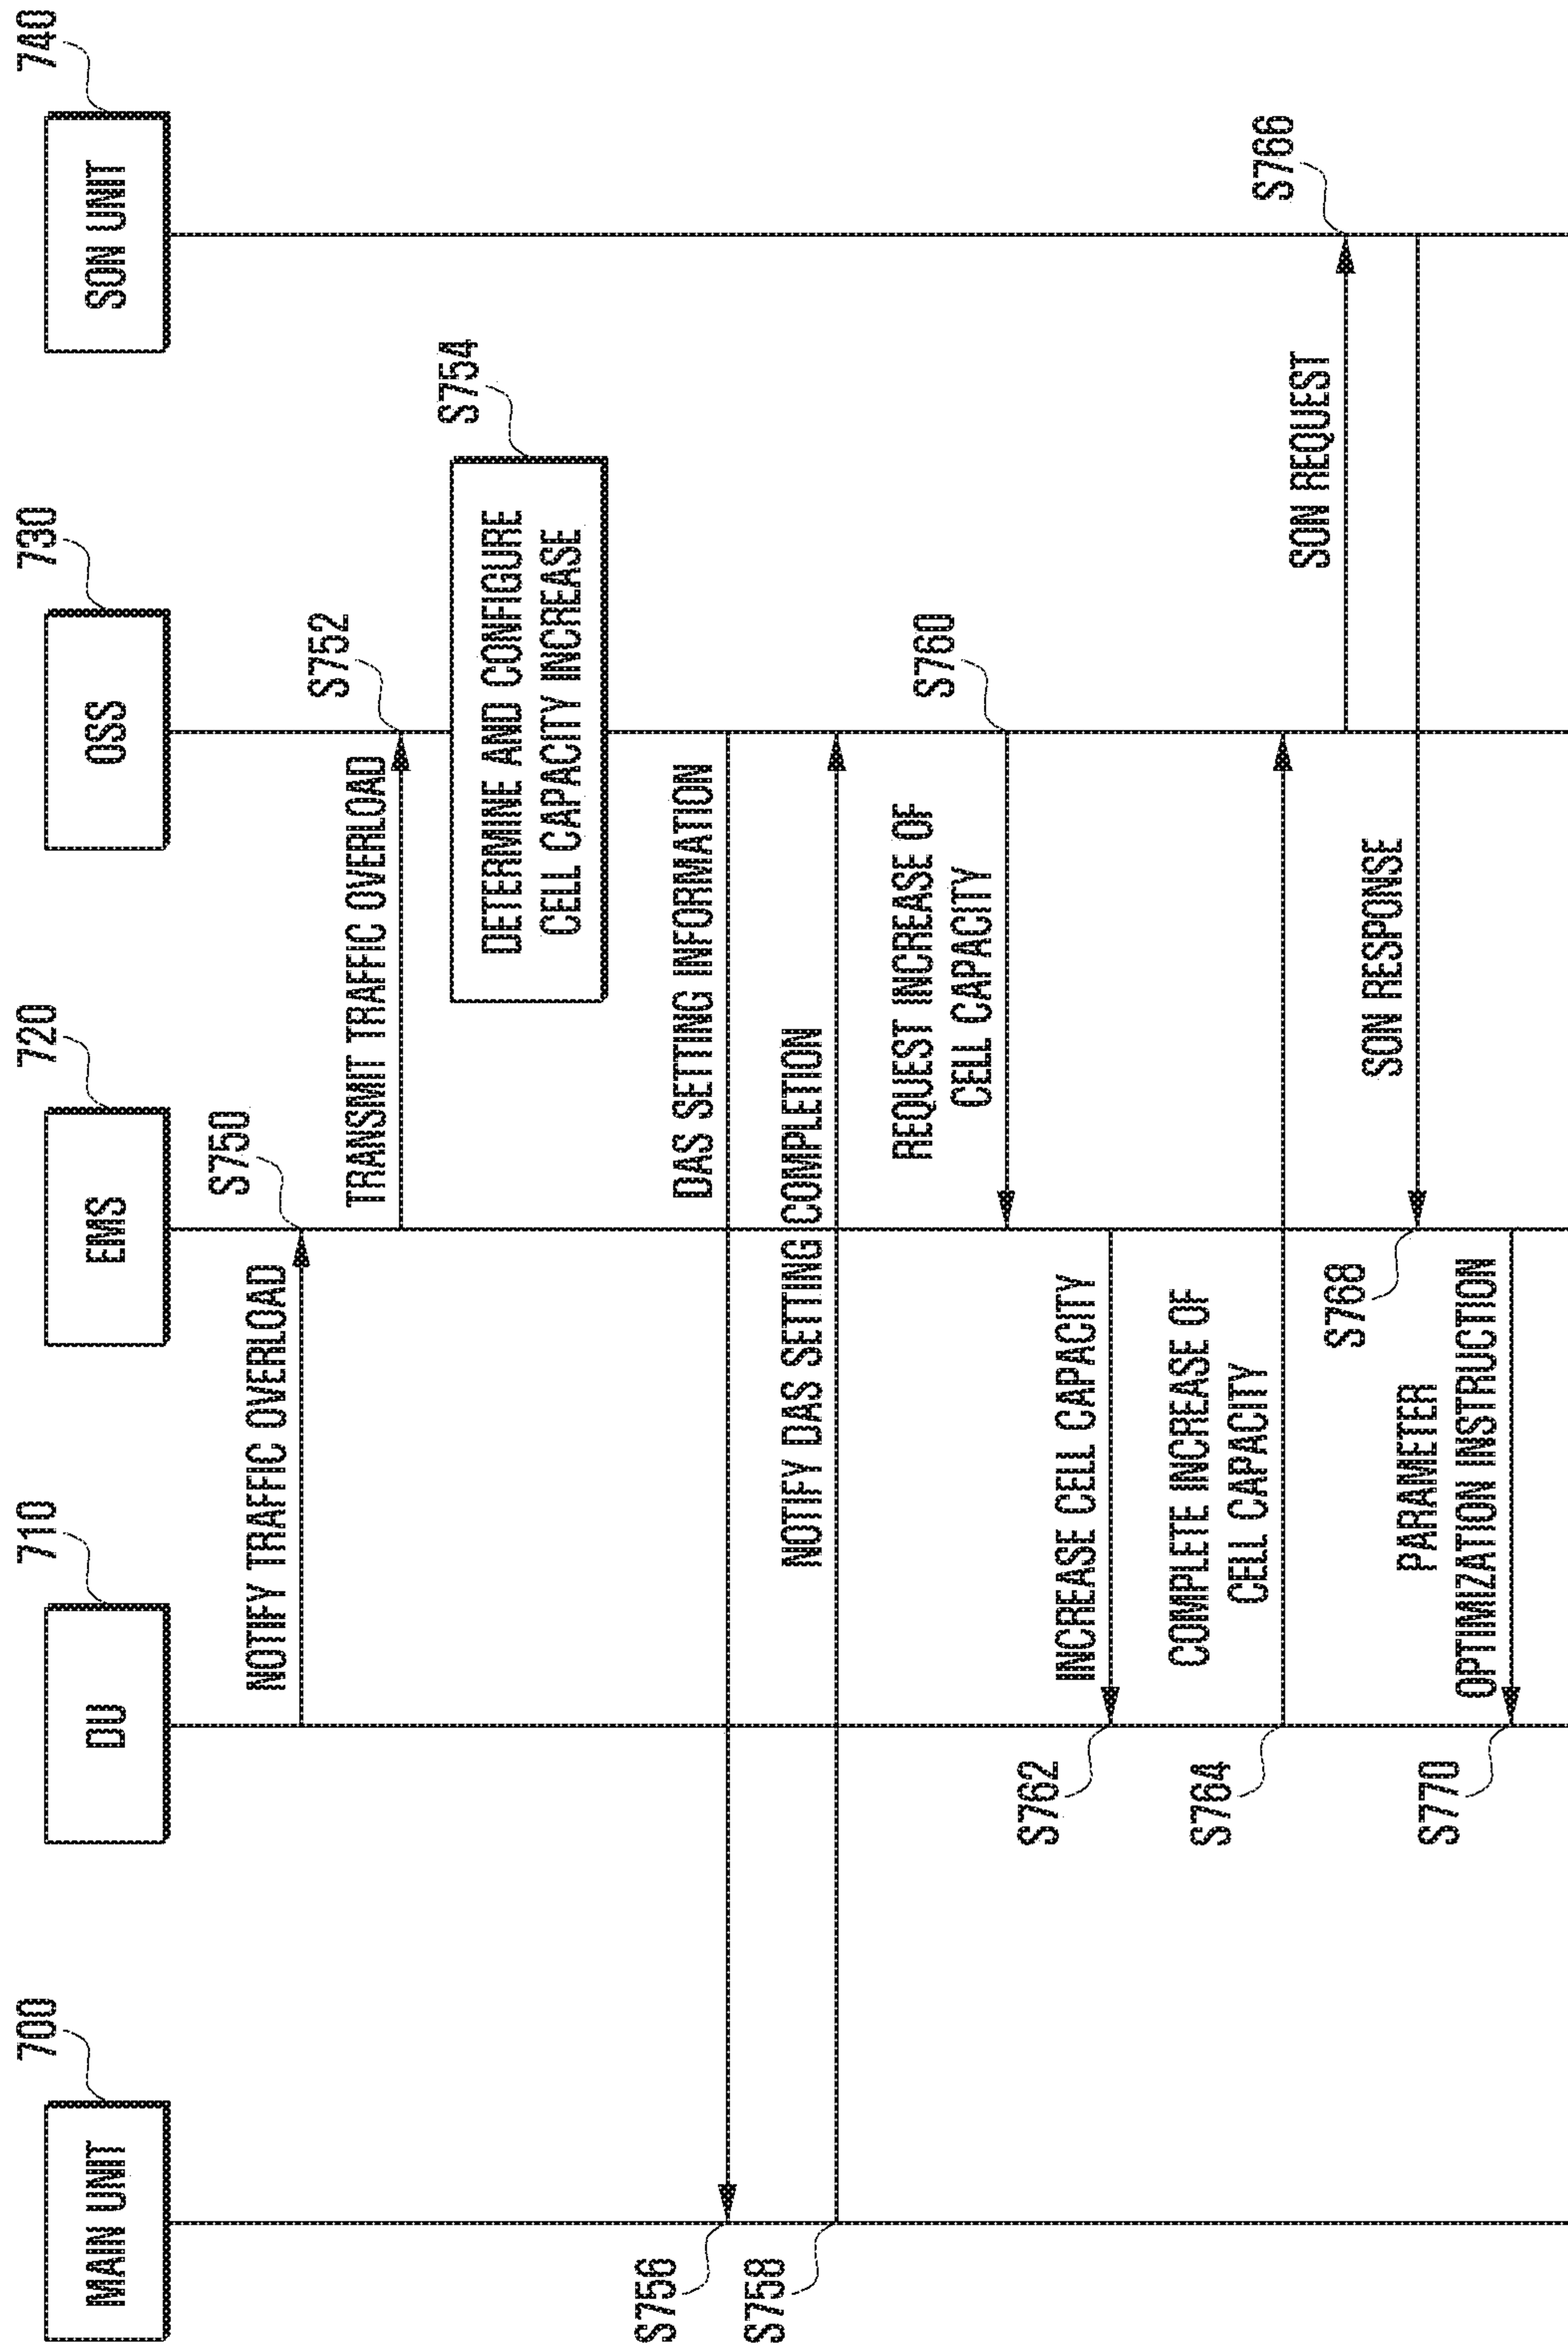 700
710
720
730
740
MAIN UNIT
DU
EMS
OSS
SON UNIT
S750
NOTIFY TRAFFIC OVERLOAD
S752
TRANSMIT TRAFFIC OVERLOAD
S754
DETERMINE AND CONFIGURE
CELL CAPACITY INCREASE
S756
DAS SETTING INFORMATION
S758
NOTIFY DAS SETTING COMPLETION
S760
REQUEST INCREASE OF
CELL CAPACITY
S762
INCREASE CELL CAPACITY
S764
COMPLETE INCREASE OF
CELL CAPACITY
S766
SON REQUEST
S768
SON RESPONSE
S770
PARAMETER
OPTIMIZATION INSTRUCTION